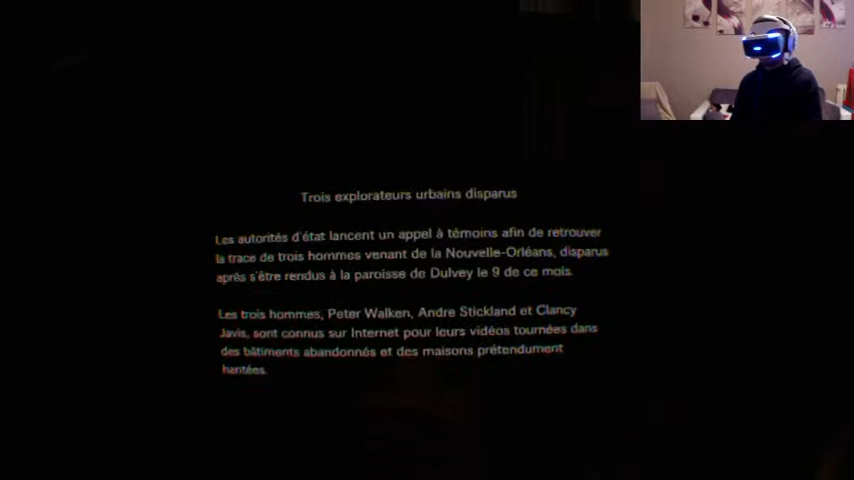 Trois explorateurs urbains disparus
Les autorités d'état lancent un appel à témoins afin de retrouver
la trace de trois hommes venant de la Nouvelle-Orléans, disparus
après s'être rendus à la paroisse de Dulvey le 9 de ce mois.
Les trois hommes, Peter Walken, Andre Stickland et Clancy
Javis, sont connus sur Internet pour leurs vidéos tournées dans
des bâtiments abandonnés et des maisons prétendument
hantées.